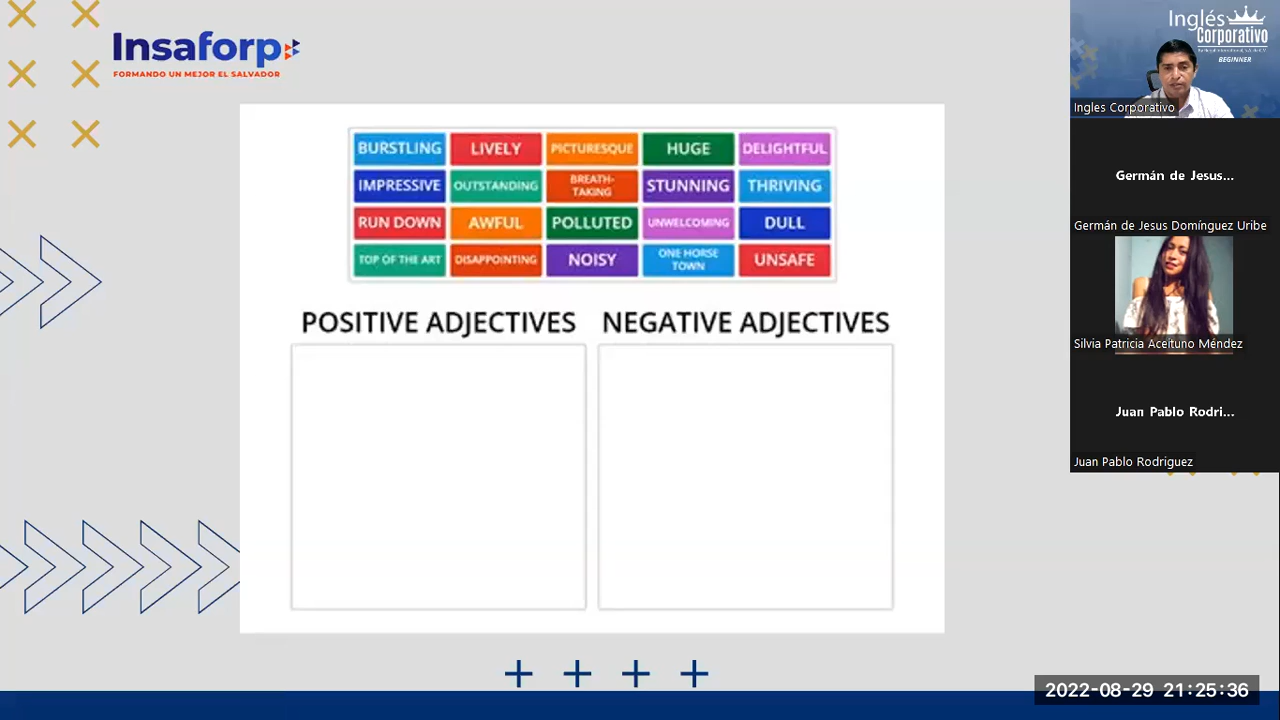 Insaforp
FORMANDO UN MEJOR EL SALVADOR
BURSTLING LIVELY PICTURESQUE HUGE DELIGHTFUL
IMPRESSIVE OUTSTANDING BREATH-
TAKING STUNNING THRIVING
RUN DOWN AWFUL POLLUTED UNWELCOMING DULL
TOP OF THE ART DISAPPOINTING NOISY ONE HORSE
TOWN UNSAFE
POSITIVE ADJECTIVES NEGATIVE ADJECTIVES
Inglés
Corporativo
BEGINNER
Ingles Corporativo
Germán de Jesus...
Germán de Jesus Domínguez Uribe
Silvia Patricia Aceituno Méndez
Juan Pablo Rodri...
Juan Pablo Rodriguez
2022-08-29 21:25:36